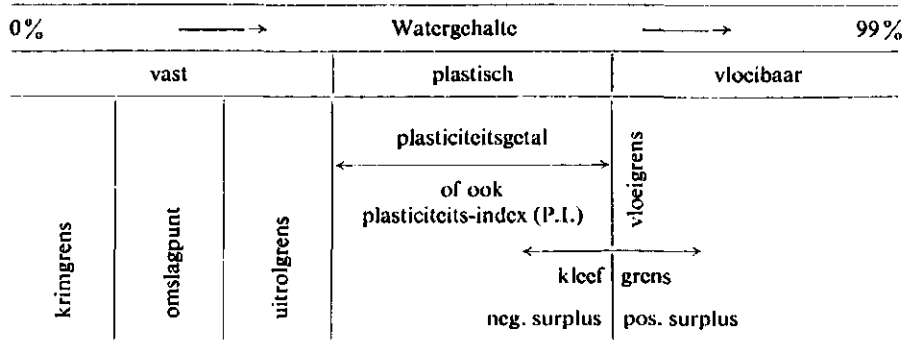 0% Watergehalte 99%
vast plastisch vloeibaar
plasticiteitsgetal
of ook
plasticiteits-index (P.I.)
krimgrens
omslagpunt
uitrolgrens
vloeigrens
kleef grens
neg. surplus pos. surplus